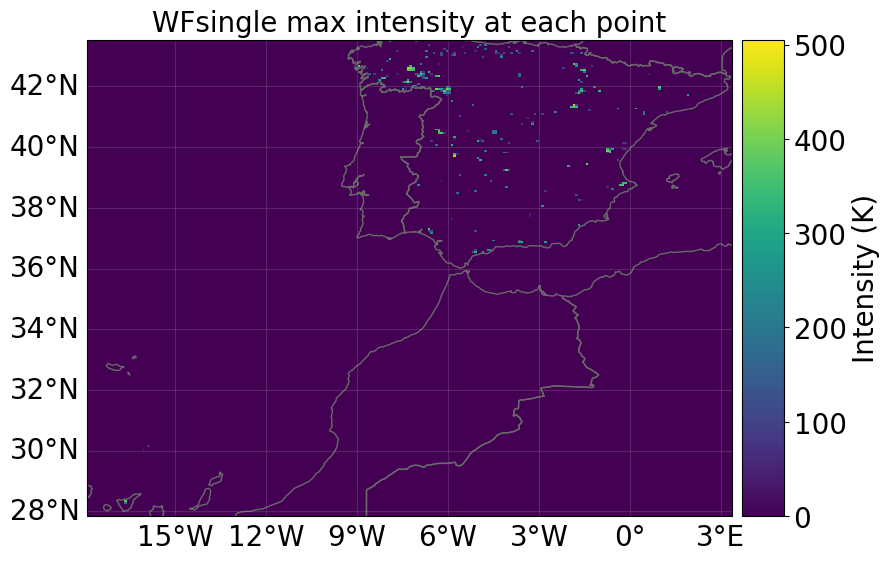 WFsingle max intensity at each point
42°N
40°N
38°N
36°N
34°N
32°N
30°N
28°N
15°W 12°W 9°W 6°W 3°W 0° 3°E
500
400
300
200
100
0
Intensity (K)